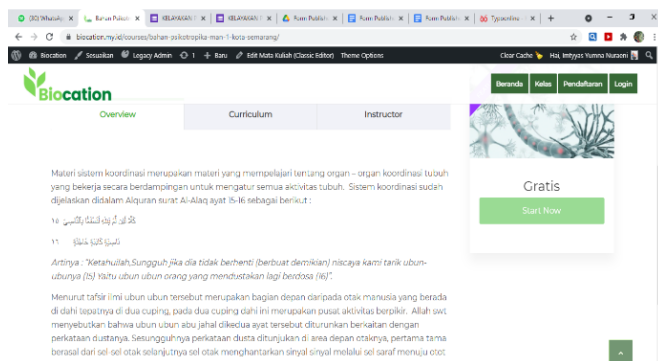 (30) WhatsApp
Bahan Psikotr
KELAYAKAN
KELAYAKAN
Form Publish
Form Publish
Form Publish
Typoonline
biocation.my.id/courses/bahan-psikotropika-man-1-kota-semarang/
Biocation Sesuaikan Legacy Admin 1 Baru Edit Mata Kuliah (Classic Editor) Theme Options Clear Cache Hai, Imtiyas Yumna Nuraeni
Biocation
Beranda Kelas Pendaftaran Login
Overview Curriculum Instructor
Gratis
Start Now
Materi sistem koordinasi merupakan materi yang mempelajari tentang organ – organ koordinasi tubuh
yang bekerja secara berdampingan untuk mengatur semua aktivitas tubuh. Sistem koordinasi sudah
dijelaskan didalam Alquran surat Al-Alaq ayat 15-16 sebagai berikut :
١٥
١٦
Artinya : "Ketahuilah,Sungguh jika dia tidak berhenti (berbuat demikian) niscaya kami tarik ubun-
ubunya (15) Yaitu ubun ubun orang yang mendustakan lagi berdosa (16)".
Menurut tafsir ilmi ubun ubun tersebut merupakan bagian depan daripada otak manusia yang berada
di dahi tepatnya di dua cuping, pada dua cuping dahi ini merupakan pusat aktivitas berpikir. Allah swt
menyebutkan bahwa ubun ubun abu jahal dikedua ayat tersebut diturunkan berkaitan dengan
perkataan dustanya. Sesungguhnya perkataan dusta ditunjukan di area depan otaknya, pertama tama
berasal dari sel-sel otak selanjutnya sel otak menghantarkan sinyal sinyal melalui sel saraf menuju otot